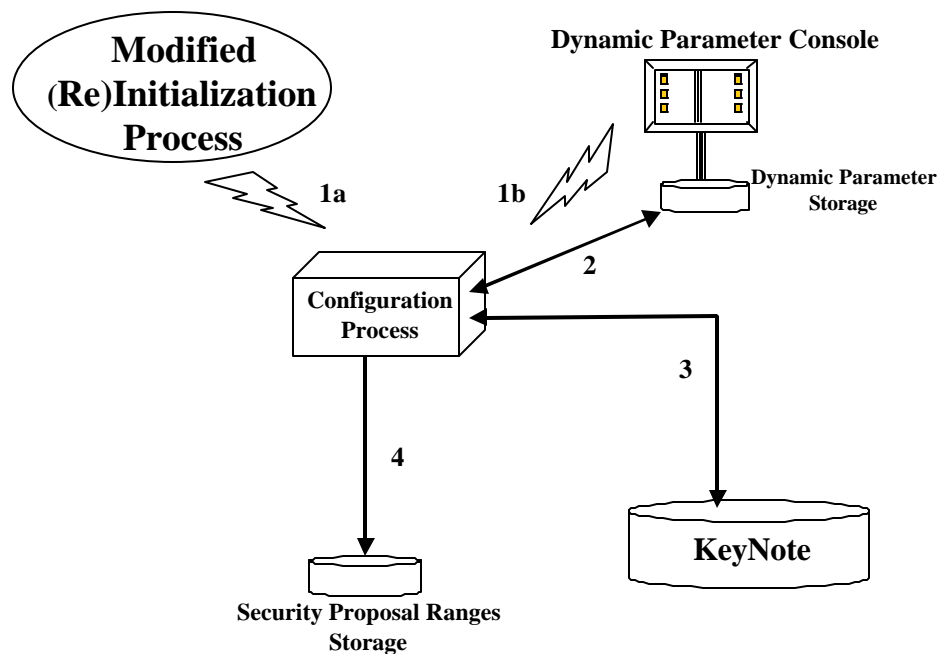 Modified
(Re)Initialization
Process
Dynamic Parameter Console
1a
1b
Dynamic Parameter
Storage
2
Configuration
Process
3
4
KeyNote
Security Proposal Ranges
Storage